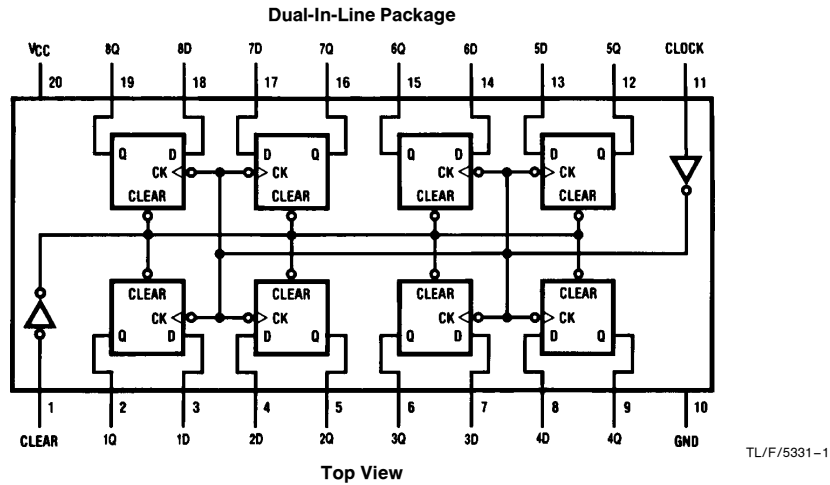 Dual-In-Line Package
VCC 8Q 8D 7D 7Q 6Q 6D 5D 5Q CLOCK
20 19 18 17 16 15 14 13 12 11
Q D D Q Q D D Q
CK CK CK CK
CLEAR CLEAR CLEAR CLEAR
CLEAR CLEAR CLEAR CLEAR
CK CK CK CK
Q D D Q Q D D Q
1 2 3 4 5 6 7 8 9 10
CLEAR 1Q 1D 2D 2Q 3Q 3D 4D 4Q GND
TL/F/5331–1
Top View